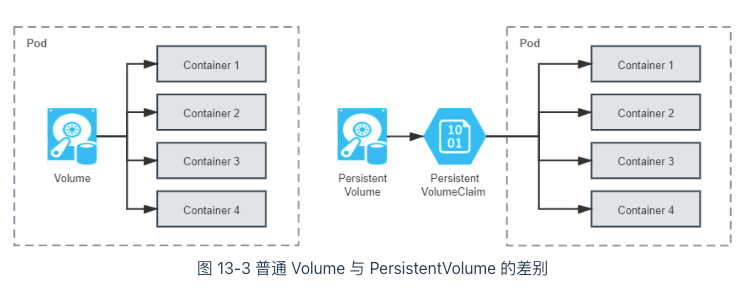 Pod
Container 1
Container 2
Container 3
Container 4
Volume
Persistent
Volume
10
01
Persistent
VolumeClaim
Pod
Container 1
Container 2
Container 3
Container 4
图 13-3 普通 Volume 与 PersistentVolume 的差别